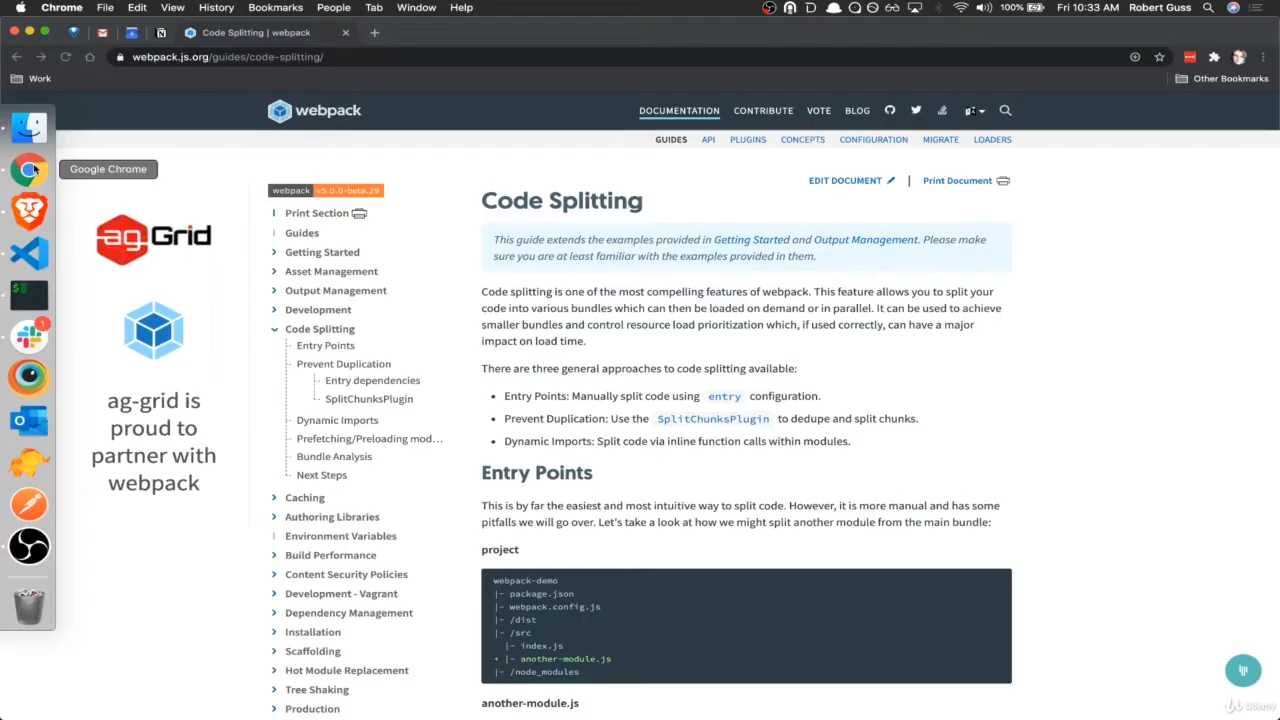 Chrome File Edit View History Bookmarks People Tab Window Help 100% Fri Oct 9 10:33 AM Robert Guss
Code Splitting | webpack
webpack.js.org/guides/code-splitting/
Work
Other Bookmarks
webpack
DOCUMENTATION CONTRIBUTE VOTE BLOG
GUIDES API PLUGINS CONCEPTS CONFIGURATION MIGRATE LOADERS
Google Chrome
EDIT DOCUMENT | Print Document
ag-Grid
ag-grid is
proud to
partner with
webpack
webpack v5.0.0-beta.29
Print Section
Guides
Getting Started
Asset Management
Output Management
Development
Code Splitting
Entry Points
Prevent Duplication
Entry dependencies
SplitChunksPlugin
Dynamic Imports
Prefetching/Preloading mod...
Bundle Analysis
Next Steps
Caching
Authoring Libraries
Environment Variables
Build Performance
Content Security Policies
Development - Vagrant
Dependency Management
Installation
Scaffolding
Hot Module Replacement
Tree Shaking
Production
Code Splitting
This guide extends the examples provided in Getting Started and Output Management. Please make
sure you are at least familiar with the examples provided in them.
Code splitting is one of the most compelling features of webpack. This feature allows you to split your
code into various bundles which can then be loaded on demand or in parallel. It can be used to achieve
smaller bundles and control resource load prioritization which, if used correctly, can have a major
impact on load time.
There are three general approaches to code splitting available:
• Entry Points: Manually split code using entry configuration.
• Prevent Duplication: Use the SplitChunksPlugin to dedupe and split chunks.
• Dynamic Imports: Split code via inline function calls within modules.
Entry Points
This is by far the easiest and most intuitive way to split code. However, it is more manual and has some
pitfalls we will go over. Let's take a look at how we might split another module from the main bundle:
project
webpack-demo
|- package.json
|- webpack.config.js
|- /dist
|- /src
|- index.js
+ |- another-module.js
|- /node_modules
another-module.js
Udemy